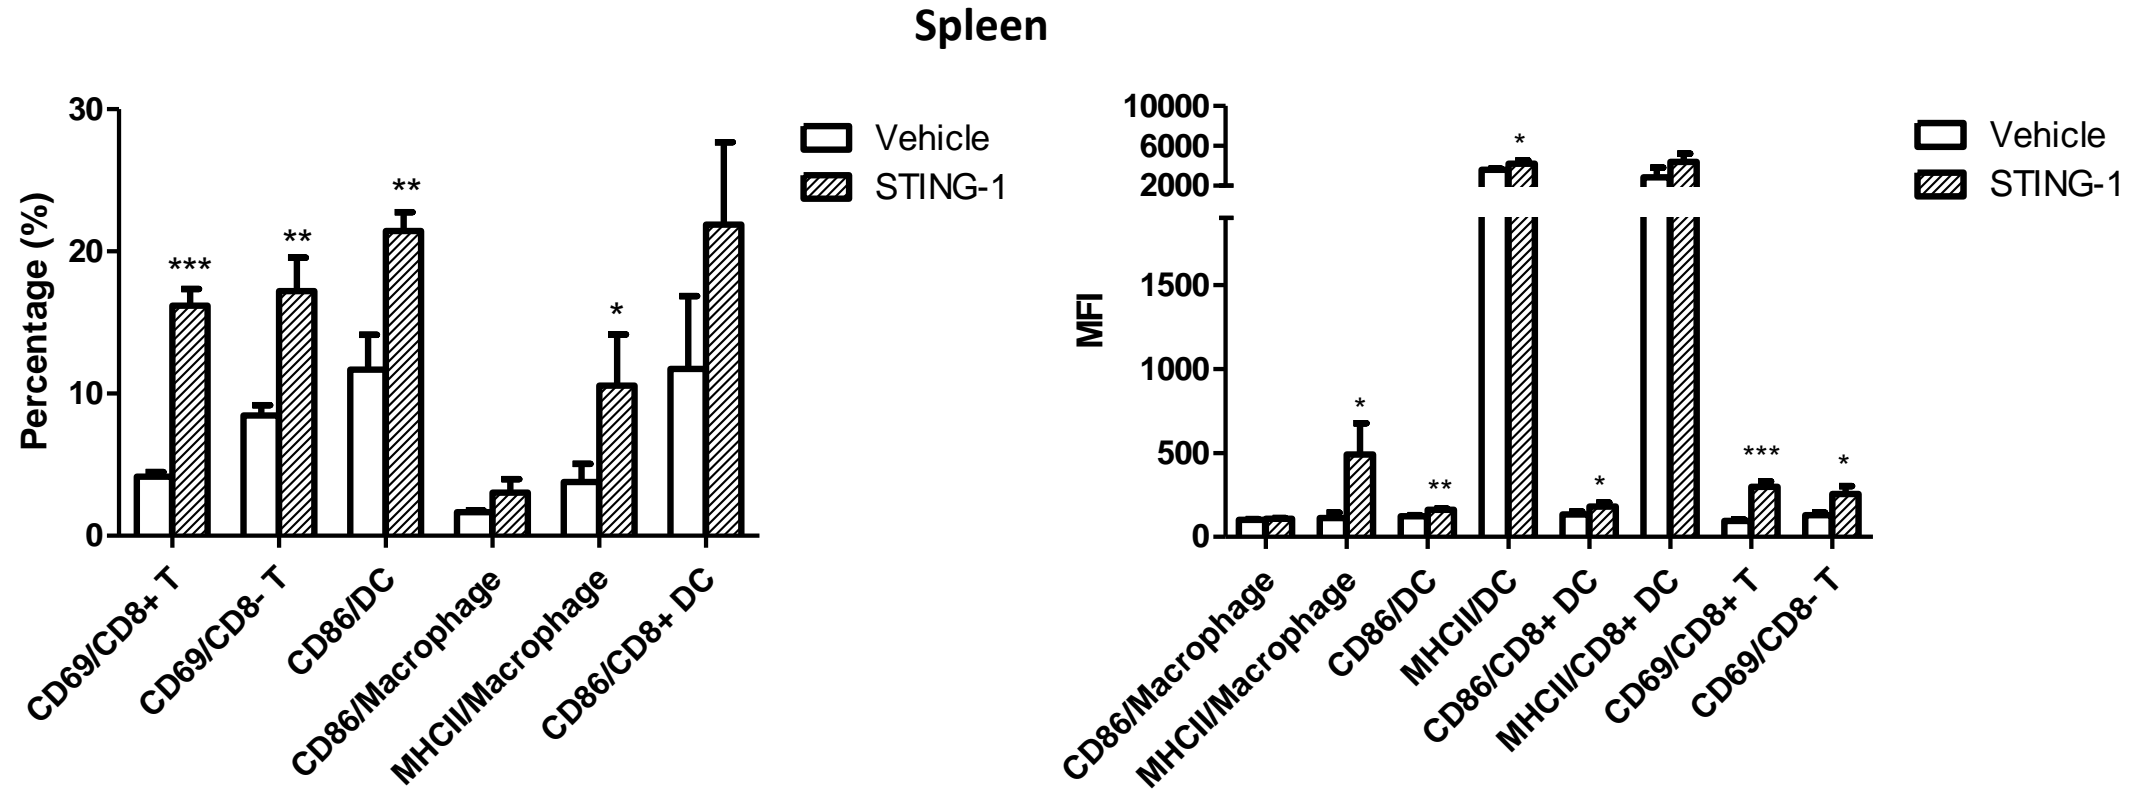 Spleen
Percentage (%)
30
20
10
0
***
**
**
*
Vehicle
STING-1
CD69/CD8+ T
CD69/CD8- T
CD86/DC
CD86/Macrophage
MHCII/Macrophage
CD86/CD8+ DC
MFI
10000
6000
2000
1500
1000
500
0
*
**
*
*
***
*
Vehicle
STING-1
CD86/Macrophage
MHCII/Macrophage
CD86/DC
MHCII/DC
CD86/CD8+ DC
MHCII/CD8+ DC
CD69/CD8+ T
CD69/CD8- T